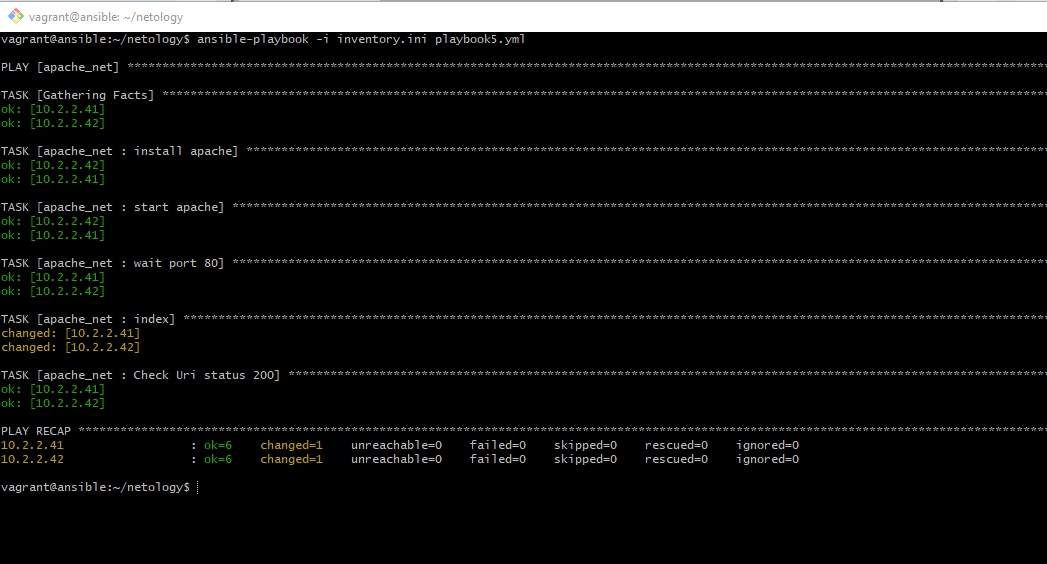 vagrant@ansible: ~/netology
vagrant@ansible:~/netology$ ansible-playbook -i inventory.ini playbook5.yml
PLAY [apache_net] ***********************************************************************************************************************************
TASK [Gathering Facts] ******************************************************************************************************************************
ok: [10.2.2.41]
ok: [10.2.2.42]
TASK [apache_net : install apache] ******************************************************************************************************************
ok: [10.2.2.42]
ok: [10.2.2.41]
TASK [apache_net : start apache] ********************************************************************************************************************
ok: [10.2.2.42]
ok: [10.2.2.41]
TASK [apache_net : wait port 80] ********************************************************************************************************************
ok: [10.2.2.41]
ok: [10.2.2.42]
TASK [apache_net : index] ***************************************************************************************************************************
changed: [10.2.2.41]
changed: [10.2.2.42]
TASK [apache_net : Check Uri status 200] ************************************************************************************************************
ok: [10.2.2.41]
ok: [10.2.2.42]
PLAY RECAP ******************************************************************************************************************************************
10.2.2.41                  : ok=6    changed=1    unreachable=0    failed=0    skipped=0    rescued=0    ignored=0
10.2.2.42                  : ok=6    changed=1    unreachable=0    failed=0    skipped=0    rescued=0    ignored=0
vagrant@ansible:~/netology$